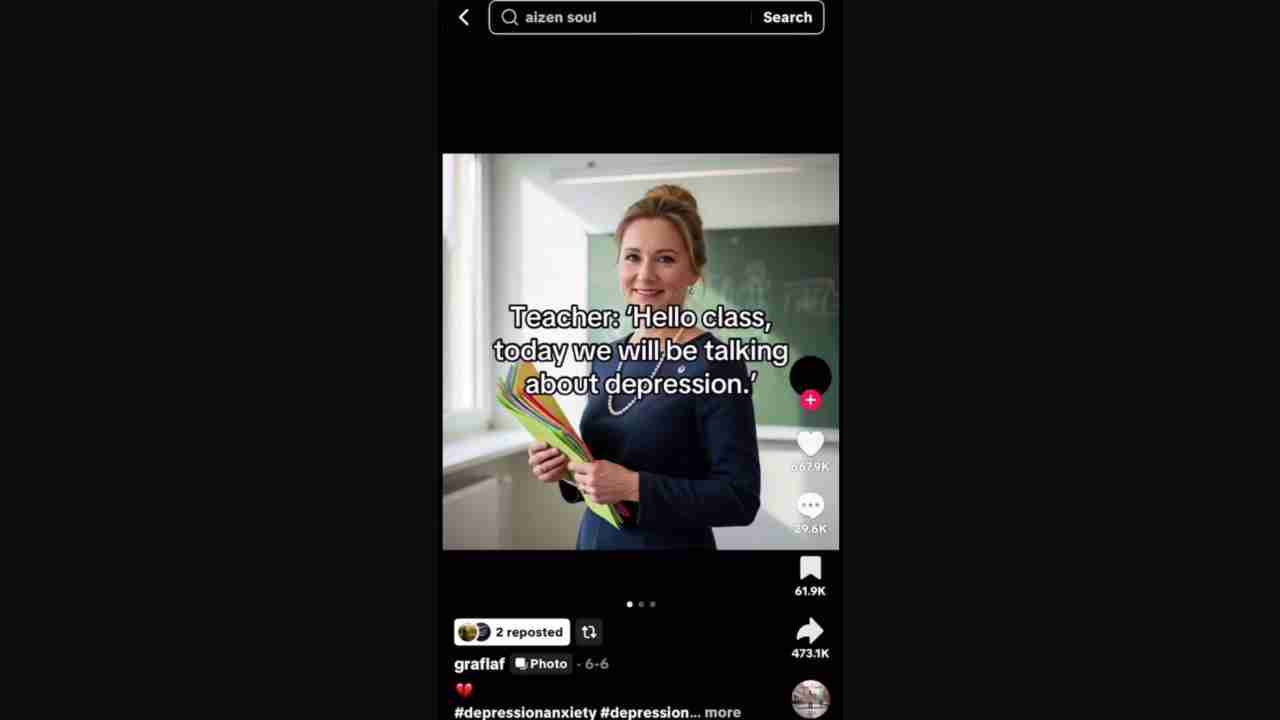 aizen soul
Search
Teacher: 'Hello class,
today we will be talking
about depression.'
667.9K
29.6K
61.9K
2 reposted
473.1K
graflaf Photo · 6-6
#depressionanxiety #depression... more